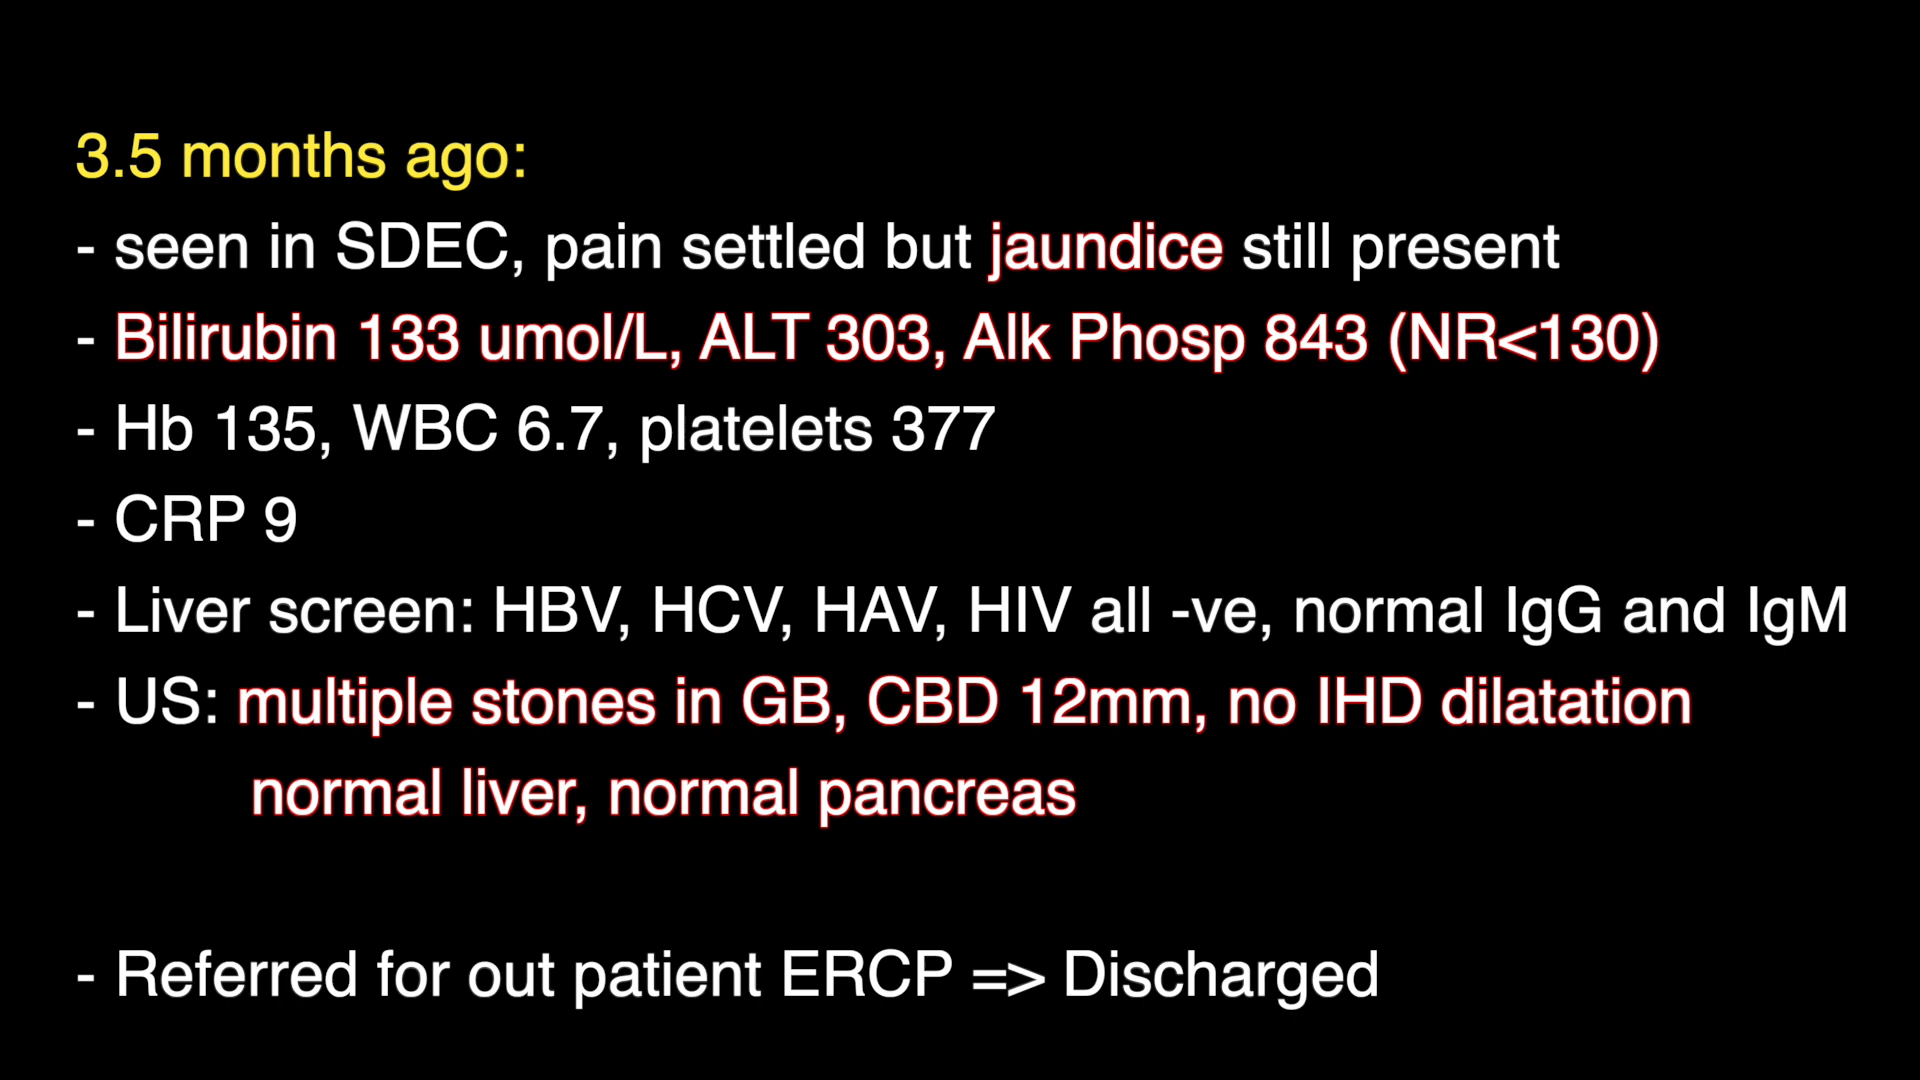 3.5 months ago:
- seen in SDEC, pain settled but jaundice still present
- Bilirubin 133 umol/L, ALT 303, Alk Phosp 843 (NR<130)
- Hb 135, WBC 6.7, platelets 377
- CRP 9
- Liver screen: HBV, HCV, HAV, HIV all -ve, normal IgG and IgM
- US: multiple stones in GB, CBD 12mm, no IHD dilatation
normal liver, normal pancreas
- Referred for out patient ERCP => Discharged